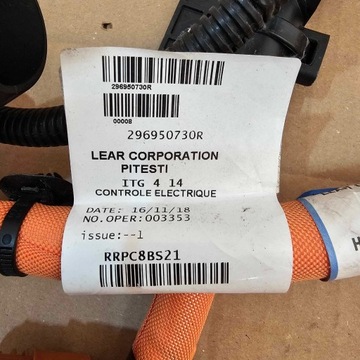 296950730R
00008
296950730R
LEAR CORPORATION
PITESTI
ITG 4 14
CONTROLE ELECTRIQUE
DATE: 16/11/18
NO.OPER:003353
issue:--1
RRPC8BS21